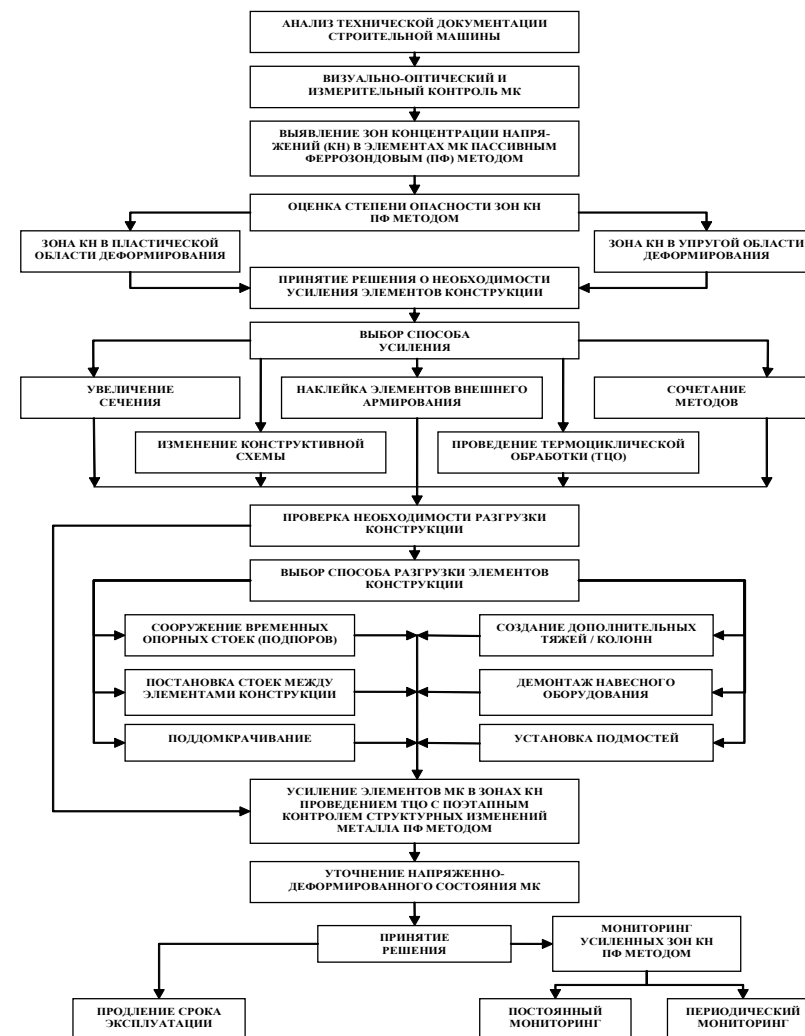 АНАЛИЗ ТЕХНИЧЕСКОЙ ДОКУМЕНТАЦИИ
СТРОИТЕЛЬНОЙ МАШИНЫ
ВИЗУАЛЬНО-ОПТИЧЕСКИЙ И
ИЗМЕРИТЕЛЬНЫЙ КОНТРОЛЬ МК
ВЫЯВЛЕНИЕ ЗОН КОНЦЕНТРАЦИИ НАПРЯ-
ЖЕНИЙ (КН) В ЭЛЕМЕНТАХ МК ПАССИВНЫМ
ФЕРРОЗОНДОВЫМ (ПФ) МЕТОДОМ
ОЦЕНКА СТЕПЕНИ ОПАСНОСТИ ЗОН КН
ПФ МЕТОДОМ
ЗОНА КН В ПЛАСТИЧЕСКОЙ
ОБЛАСТИ ДЕФОРМИРОВАНИЯ
ЗОНА КН В УПРУГОЙ ОБЛАСТИ
ДЕФОРМИРОВАНИЯ
ПРИНЯТИЕ РЕШЕНИЯ О НЕОБХОДИМОСТИ
УСИЛЕНИЯ ЭЛЕМЕНТОВ КОНСТРУКЦИИ
ВЫБОР СПОСОБА
УСИЛЕНИЯ
УВЕЛИЧЕНИЕ
СЕЧЕНИЯ
НАКЛЕЙКА ЭЛЕМЕНТОВ ВНЕШНЕГО
АРМИРОВАНИЯ
СОЧЕТАНИЕ
МЕТОДОВ
ИЗМЕНЕНИЕ КОНСТРУКТИВНОЙ
СХЕМЫ
ПРОВЕДЕНИЕ ТЕРМОЦИКЛИЧЕСКОЙ
ОБРАБОТКИ (ТЦО)
ПРОВЕРКА НЕОБХОДИМОСТИ РАЗГРУЗКИ
КОНСТРУКЦИИ
ВЫБОР СПОСОБА РАЗГРУЗКИ ЭЛЕМЕНТОВ
КОНСТРУКЦИИ
СООРУЖЕНИЕ ВРЕМЕННЫХ
ОПОРНЫХ СТОЕК (ПОДПОРОВ)
СОЗДАНИЕ ДОПОЛНИТЕЛЬНЫХ
ТЯЖЕЙ / КОЛОНН
ПОСТАНОВКА СТОЕК МЕЖДУ
ЭЛЕМЕНТАМИ КОНСТРУКЦИИ
ДЕМОНТАЖ НАВЕСНОГО
ОБОРУДОВАНИЯ
ПОДДОМКРАЧИВАНИЕ
УСТАНОВКА ПОДМОСТЕЙ
УСИЛЕНИЕ ЭЛЕМЕНТОВ МК В ЗОНАХ КН
ПРОВЕДЕНИЕМ ТЦО С ПОЭТАПНЫМ
КОНТРОЛЕМ СТРУКТУРНЫХ ИЗМЕНЕНИЙ
МЕТАЛЛА ПФ МЕТОДОМ
УТОЧНЕНИЕ НАПРЯЖЕННО-
ДЕФОРМИРОВАННОГО СОСТОЯНИЯ МК
ПРИНЯТИЕ
РЕШЕНИЯ
МОНИТОРИНГ
УСИЛЕННЫХ ЗОН КН
ПФ МЕТОДОМ
ПРОДЛЕНИЕ СРОКА
ЭКСПЛУАТАЦИИ
ПОСТОЯННЫЙ
МОНИТОРИНГ
ПЕРИОДИЧЕСКИЙ
МОНИТОРИНГ